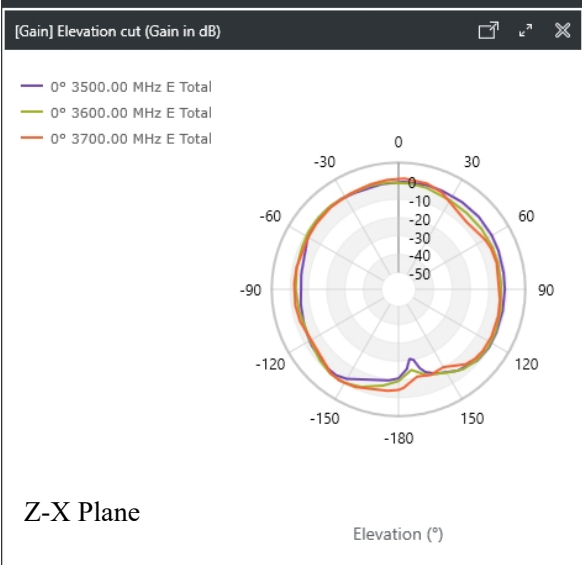 [Gain] Elevation cut (Gain in dB)
0° 3500.00 MHz E Total
0° 3600.00 MHz E Total
0° 3700.00 MHz E Total
0
-30 30
-60 60
-90 90
-120 120
-150 150
-180
0
-10
-20
-30
-40
-50
Z-X Plane
Elevation (°)